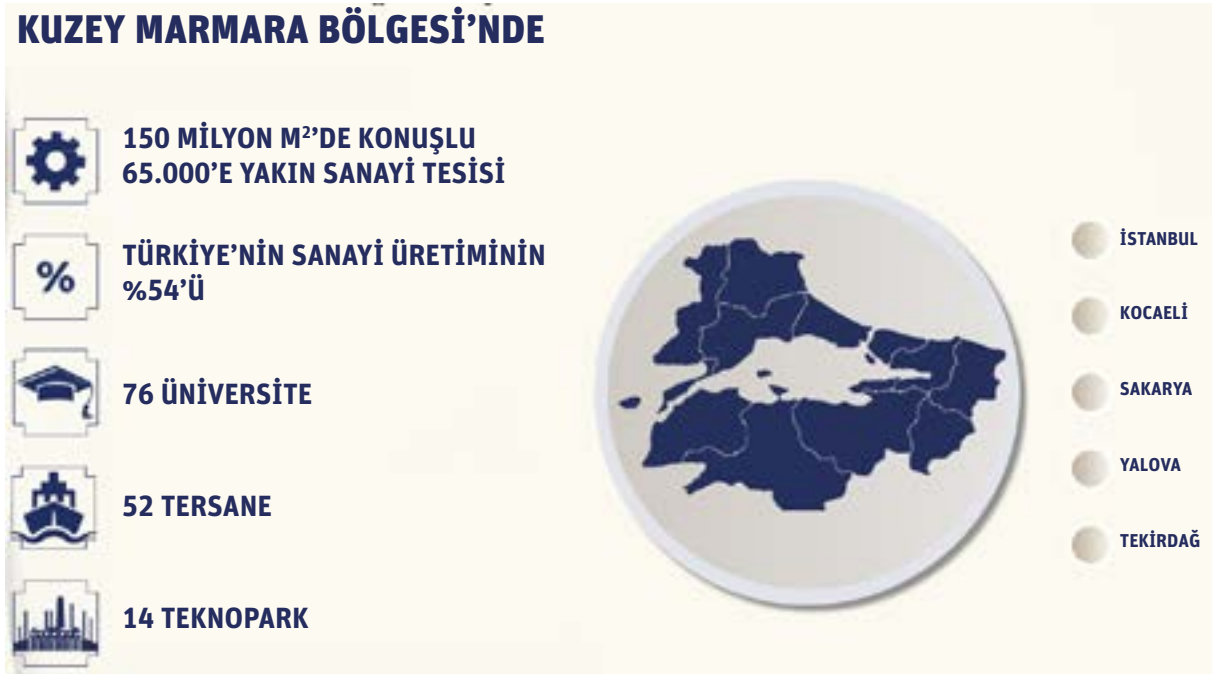 KUZEY MARMARA BÖLGESİ’NDE
150 MİLYON M²’DE KONUŞLU
65.000’E YAKIN SANAYİ TESİSİ
%
TÜRKİYE’NİN SANAYİ ÜRETİMİNİN
%54’Ü
76 ÜNİVERSİTE
52 TERSANE
14 TEKNOPARK
İSTANBUL
KOCAELİ
SAKARYA
YALOVA
TEKİRDAĞ